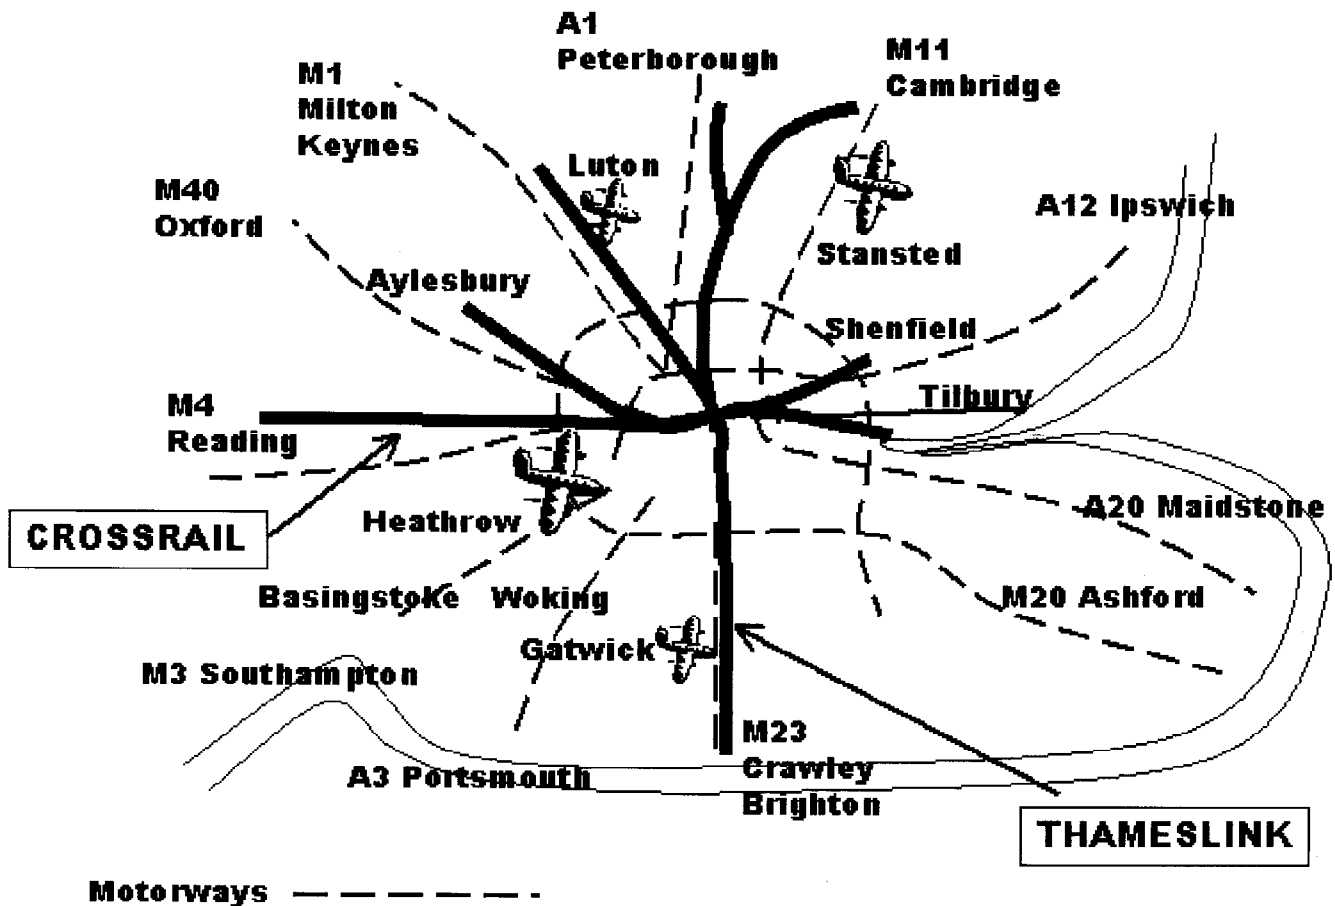 A1
Peterborough
M11
Cambridge
M1
Milton
Keynes
Luton
M40
Oxford
A12 Ipswich
Stansted
Aylesbury
Shenfield
Tilbury
M4
Reading
A20 Maidstone
Heathrow
CROSSRAIL
Basingstoke
Woking
M20 Ashford
Gatwick
M3 Southampton
M23
Crawley
Brighton
A3 Portsmouth
THAMESLINK
Motorways